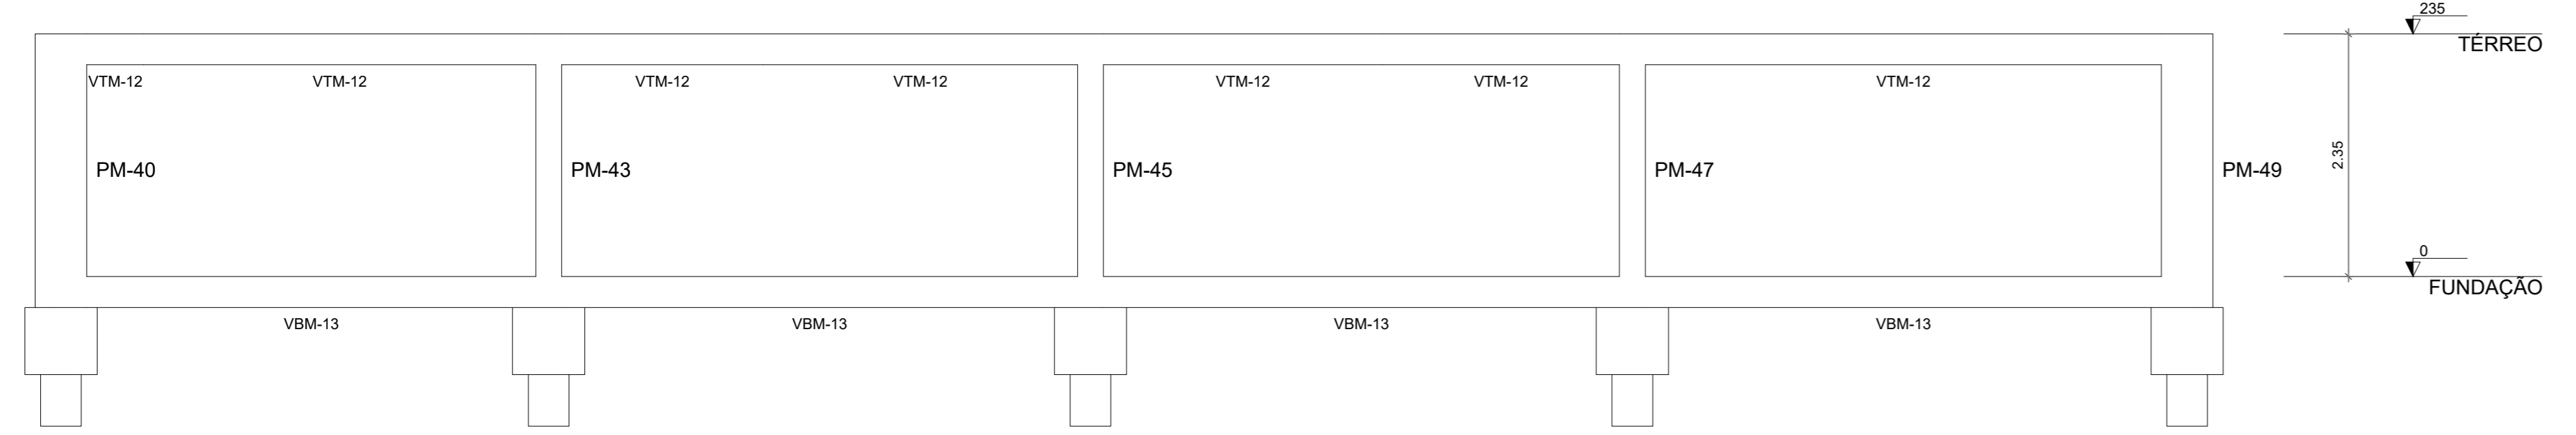 235
TÉRREO
VTM-12 VTM-12 VTM-12 VTM-12 VTM-12 VTM-12 VTM-12
2.35
PM-40 PM-43 PM-45 PM-47 PM-49
0
FUNDAÇÃO
VBM-13 VBM-13 VBM-13 VBM-13